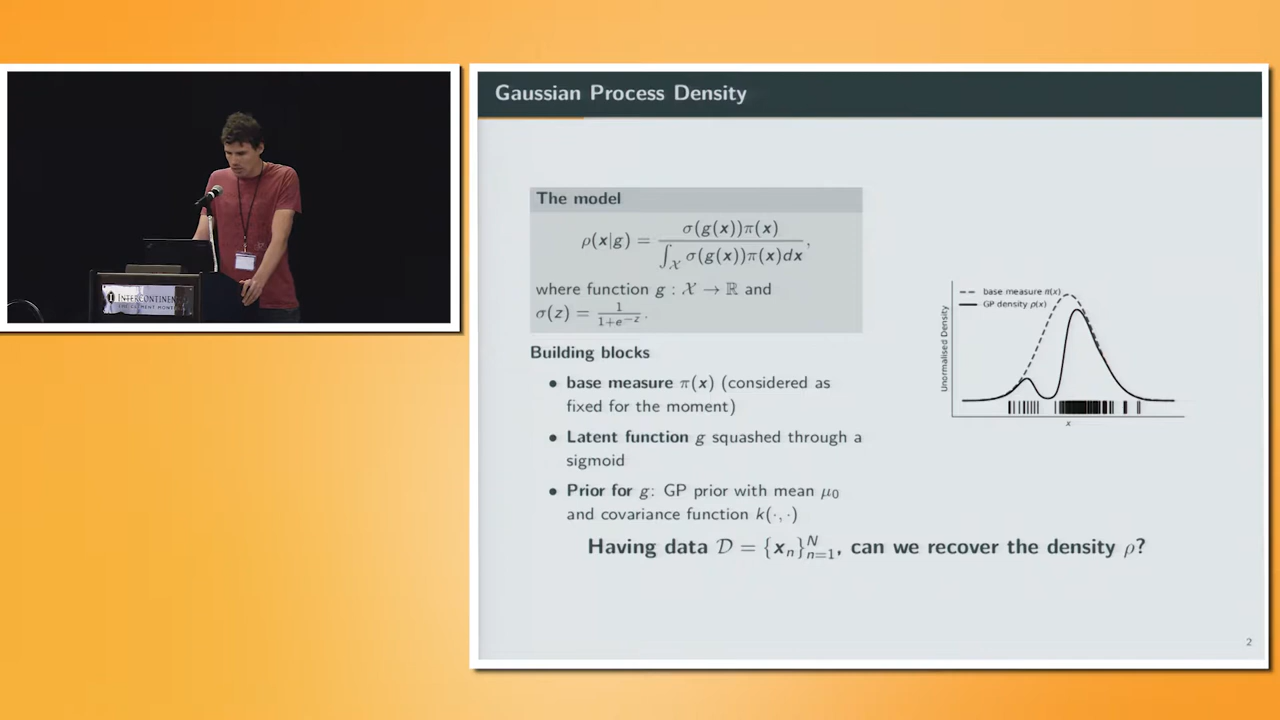 Gaussian Process Density
The model
ρ(x|g) = σ(g(x))π(x) / ∫_𝒳 σ(g(x))π(x)dx,
where function g : 𝒳 → ℝ and
σ(z) = 1 / 1+e^{−z}.
Building blocks
• base measure π(x) (considered as
fixed for the moment)
• Latent function g squashed through a
sigmoid
• Prior for g: GP prior with mean μ₀
and covariance function k(·, ·)
Having data 𝒟 = {x_n}_{n=1}^N, can we recover the density ρ?
base measure π(x)
GP density ρ(x)
Unormalised Density
x
2
INTERCONTINE